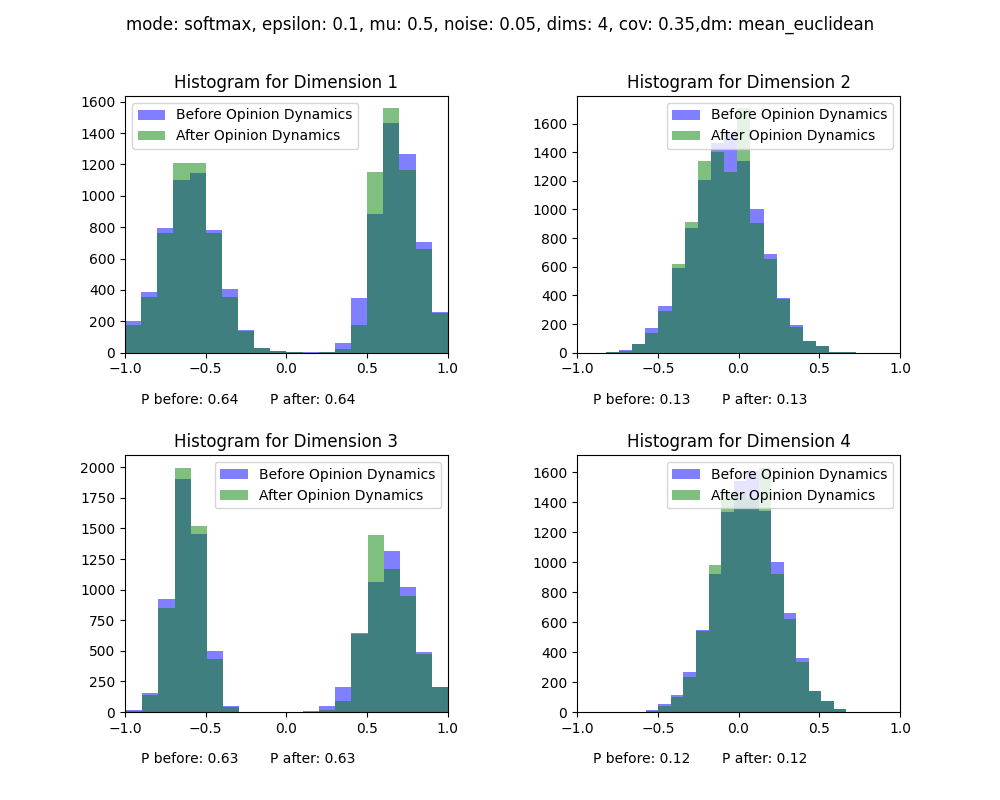 mode: softmax, epsilon: 0.1, mu: 0.5, noise: 0.05, dims: 4, cov: 0.35,dm: mean_euclidean
Histogram for Dimension 1
Before Opinion Dynamics
After Opinion Dynamics
1600
1400
1200
1000
800
600
400
200
0
−1.0 −0.5 0.0 0.5 1.0
P before: 0.64 P after: 0.64
Histogram for Dimension 2
Before Opinion Dynamics
After Opinion Dynamics
1600
1400
1200
1000
800
600
400
200
0
−1.0 −0.5 0.0 0.5 1.0
P before: 0.13 P after: 0.13
Histogram for Dimension 3
Before Opinion Dynamics
After Opinion Dynamics
2000
1750
1500
1250
1000
750
500
250
0
−1.0 −0.5 0.0 0.5 1.0
P before: 0.63 P after: 0.63
Histogram for Dimension 4
Before Opinion Dynamics
After Opinion Dynamics
1600
1400
1200
1000
800
600
400
200
0
−1.0 −0.5 0.0 0.5 1.0
P before: 0.12 P after: 0.12